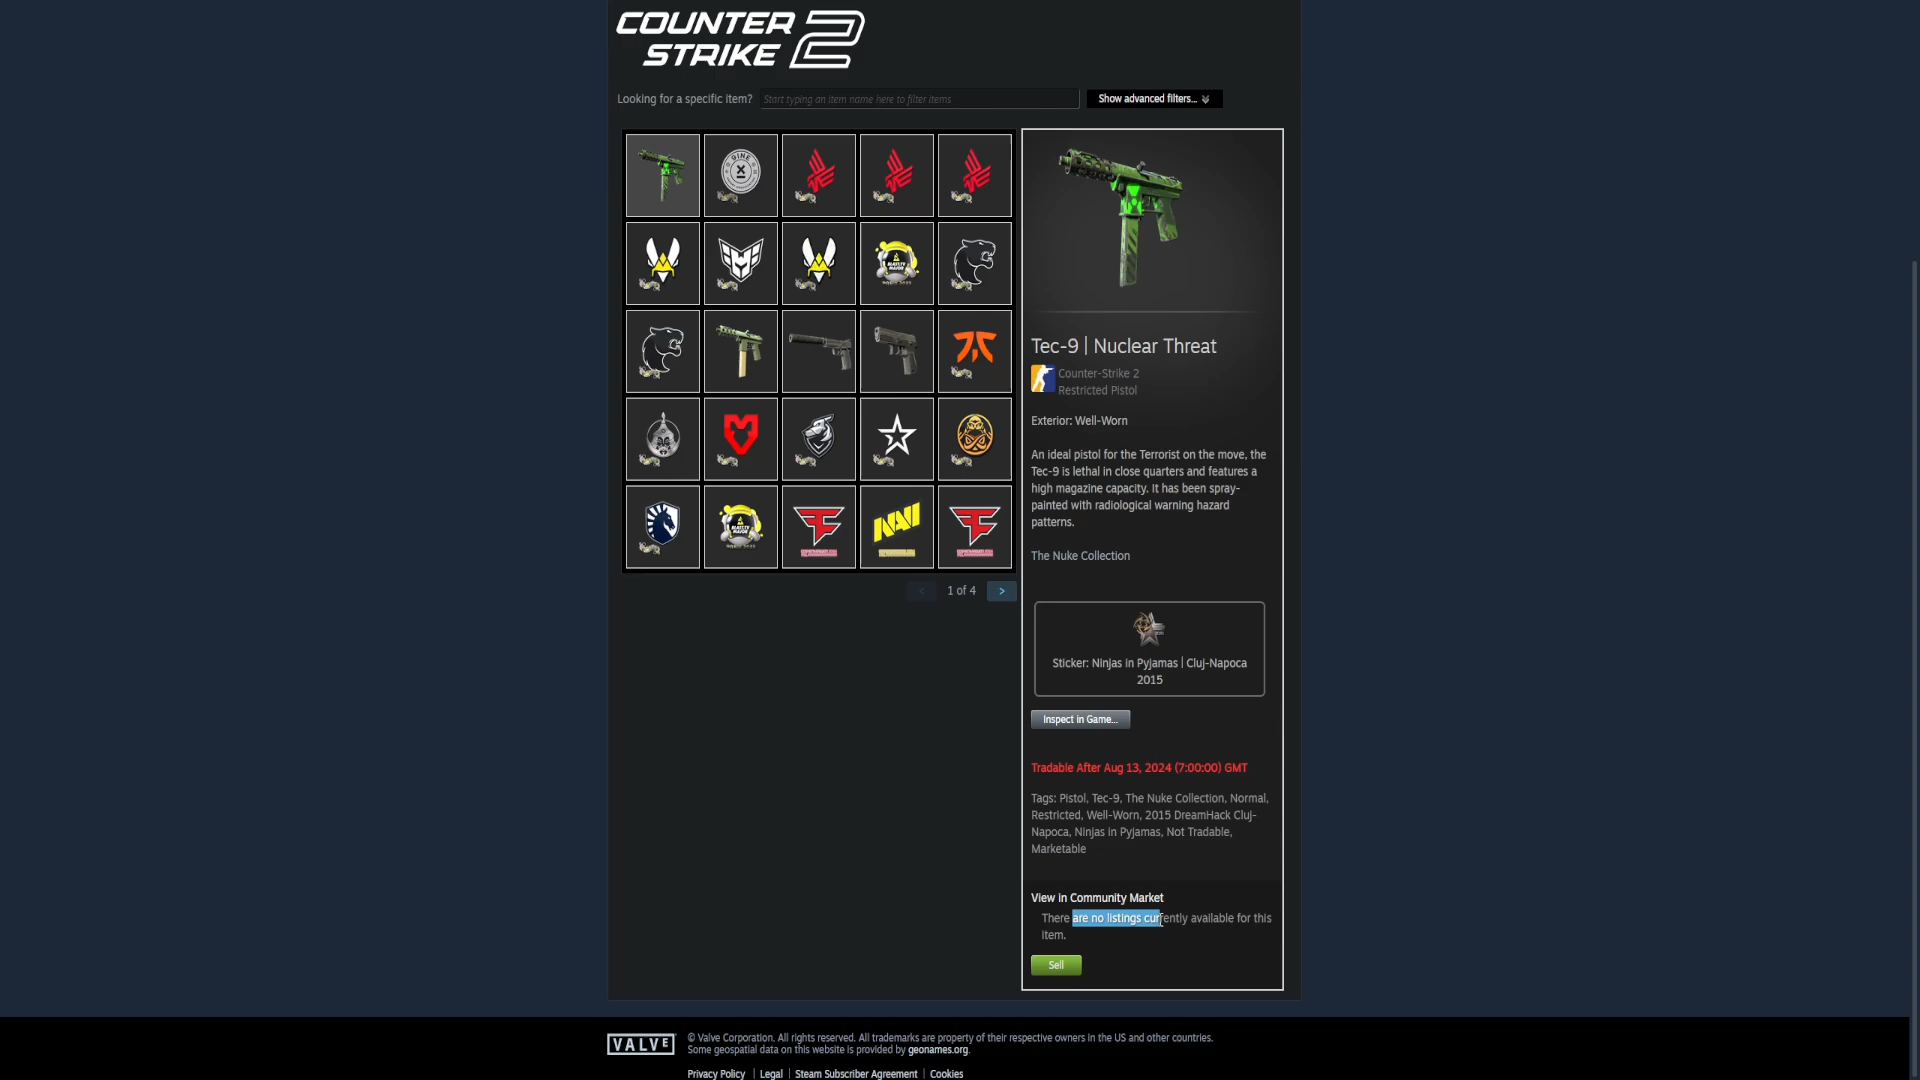 COUNTER
STRIKE 2
Looking for a specific item?
Start typing an item name here to filter items
Show advanced filters...
9INE
NAVI
< 1 of 4 >
Tec-9 | Nuclear Threat
Counter-Strike 2
Restricted Pistol
Exterior: Well-Worn
An ideal pistol for the Terrorist on the move, the
Tec-9 is lethal in close quarters and features a
high magazine capacity. It has been spray-
painted with radiological warning hazard
patterns.
The Nuke Collection
Sticker: Ninjas in Pyjamas | Cluj-Napoca
2015
Inspect in Game...
Tradable After Aug 13, 2024 (7:00:00) GMT
Tags: Pistol, Tec-9, The Nuke Collection, Normal,
Restricted, Well-Worn, 2015 DreamHack Cluj-
Napoca, Ninjas in Pyjamas, Not Tradable,
Marketable
View in Community Market
There are no listings currently available for this
item.
Sell
VALVE
© Valve Corporation. All rights reserved. All trademarks are property of their respective owners in the US and other countries.
Some geospatial data on this website is provided by geonames.org.
Privacy Policy | Legal | Steam Subscriber Agreement | Cookies